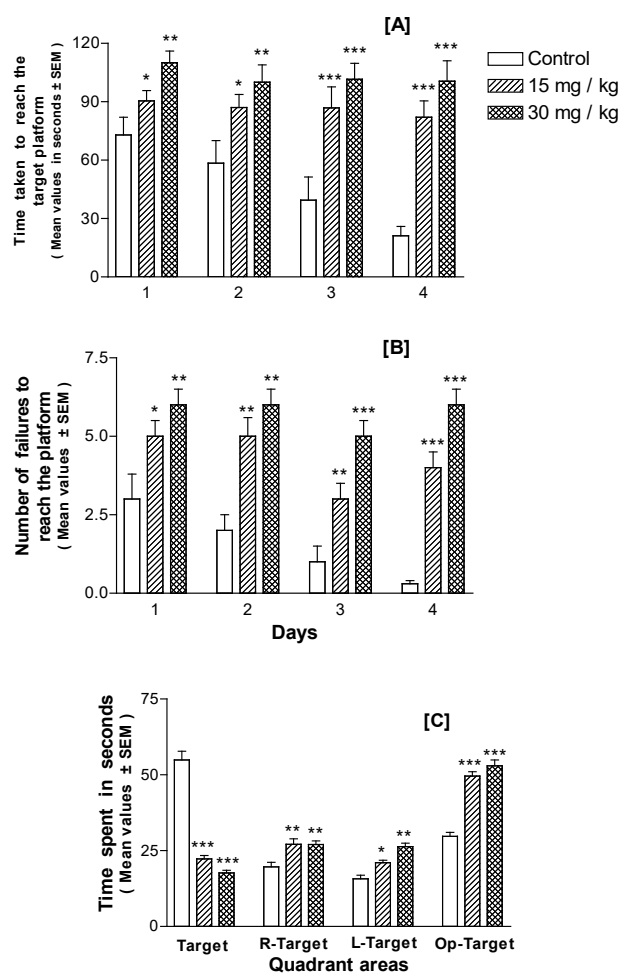 [A]
Time taken to reach the
target platform
( Mean values in seconds ± SEM )
120
90
60
30
0
* ** * ** *** *** *** ***
1 2 3 4
Control
15 mg / kg
30 mg / kg
[B]
Number of failures to
reach the platform
( Mean values ± SEM )
7.5
5.0
2.5
0.0
* ** ** ** ** *** *** ***
1 2 3 4
Days
[C]
Time spent in seconds
( Mean values ± SEM )
75
50
25
0
*** *** ** ** * ** *** ***
Target R-Target L-Target Op-Target
Quadrant areas